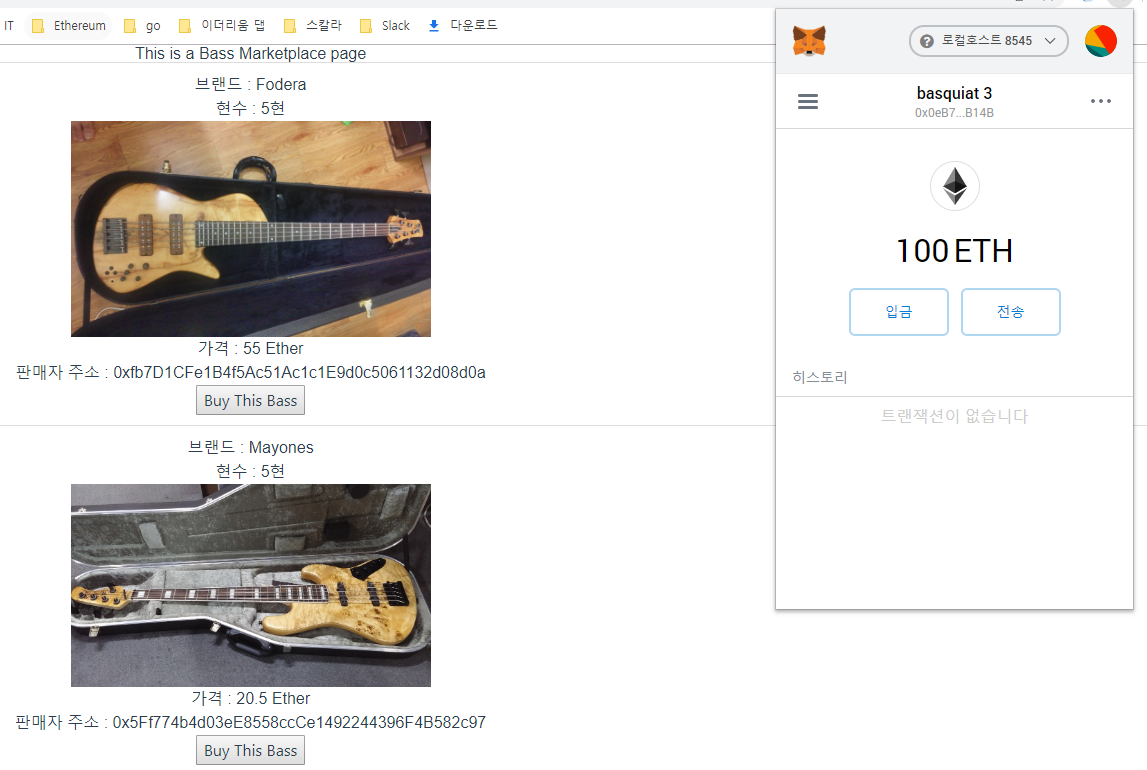 IT Ethereum go 이더리움 댑 스칼라 Slack 다운로드
This is a Bass Marketplace page
브랜드 : Fodera
현수 : 5현
가격 : 55 Ether
판매자 주소 : 0xfb7D1CFe1B4f5Ac51Ac1c1E9d0c5061132d08d0a
Buy This Bass
브랜드 : Mayones
현수 : 5현
가격 : 20.5 Ether
판매자 주소 : 0x5Ff774b4d03eE8558ccCe1492244396F4B582c97
Buy This Bass
? 로컬호스트 8545
basquiat 3
0x0eB7...B14B
100 ETH
입금 전송
히스토리
트랜잭션이 없습니다